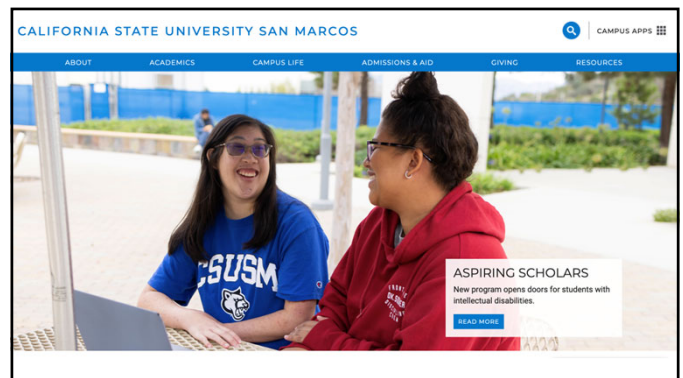 CALIFORNIA STATE UNIVERSITY SAN MARCOS
CAMPUS APPS
ABOUT ACADEMICS CAMPUS LIFE ADMISSIONS & AID GIVING RESOURCES
CSUSM
ASPIRING SCHOLARS
New program opens doors for students with
intellectual disabilities.
READ MORE